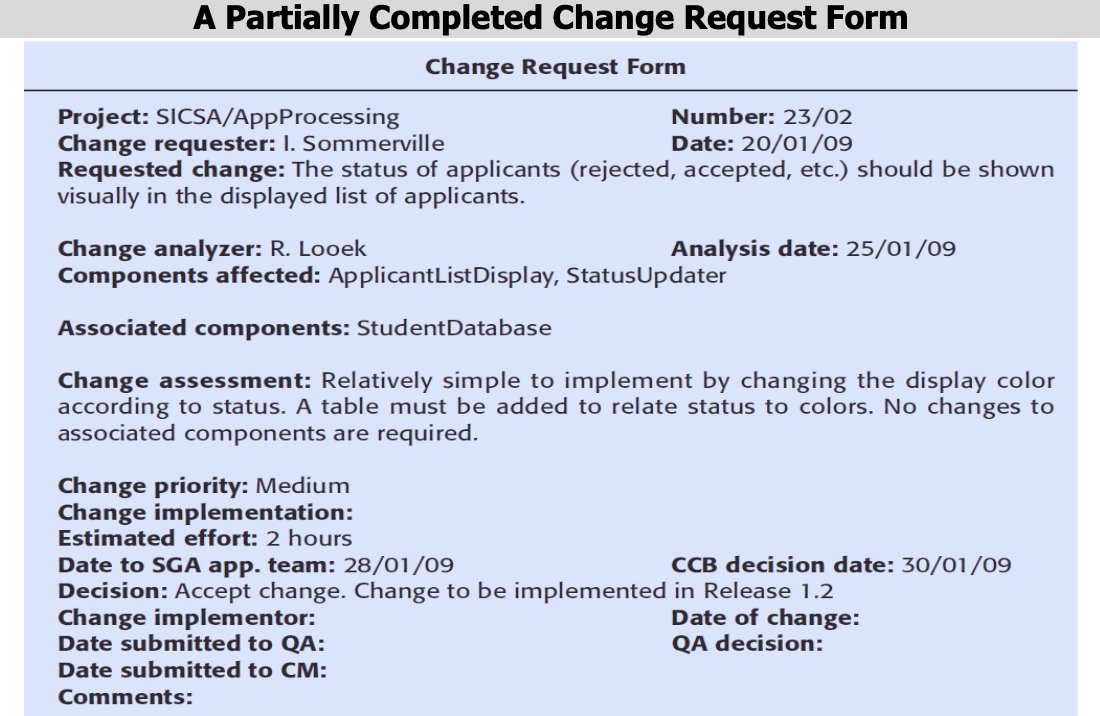 A Partially Completed Change Request Form
Change Request Form
Project: SICSA/AppProcessing Number: 23/02
Change requester: I. Sommerville Date: 20/01/09
Requested change: The status of applicants (rejected, accepted, etc.) should be shown
visually in the displayed list of applicants.
Change analyzer: R. Looek Analysis date: 25/01/09
Components affected: ApplicantListDisplay, StatusUpdater
Associated components: StudentDatabase
Change assessment: Relatively simple to implement by changing the display color
according to status. A table must be added to relate status to colors. No changes to
associated components are required.
Change priority: Medium
Change implementation:
Estimated effort: 2 hours
Date to SGA app. team: 28/01/09 CCB decision date: 30/01/09
Decision: Accept change. Change to be implemented in Release 1.2
Change implementor: Date of change:
Date submitted to QA: QA decision:
Date submitted to CM:
Comments: